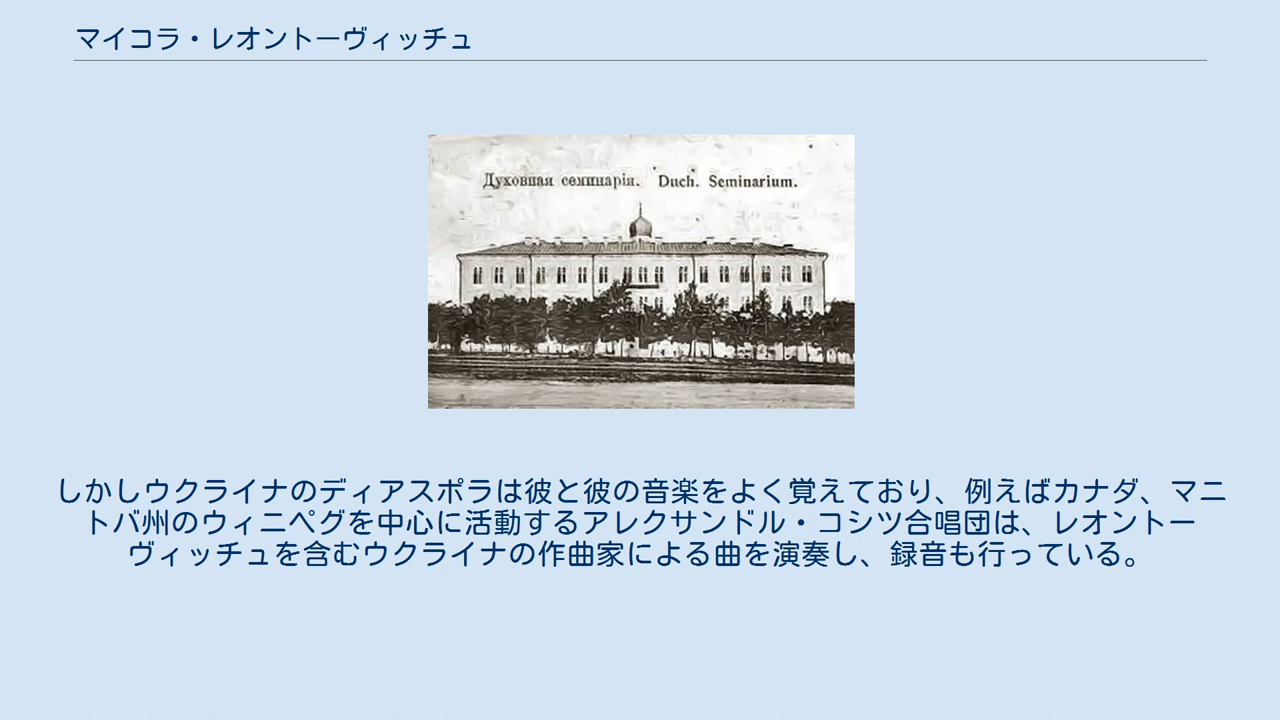 マイコラ・レオントーヴィッチュ
Духовная семинарія. Duch. Seminarium.
しかしウクライナのディアスポラは彼と彼の音楽をよく覚えており、例えばカナダ、マニ
トバ州のウィニペグを中心に活動するアレクサンドル・コシツ合唱団は、レオントー
ヴィッチュを含むウクライナの作曲家による曲を演奏し、録音も行っている。